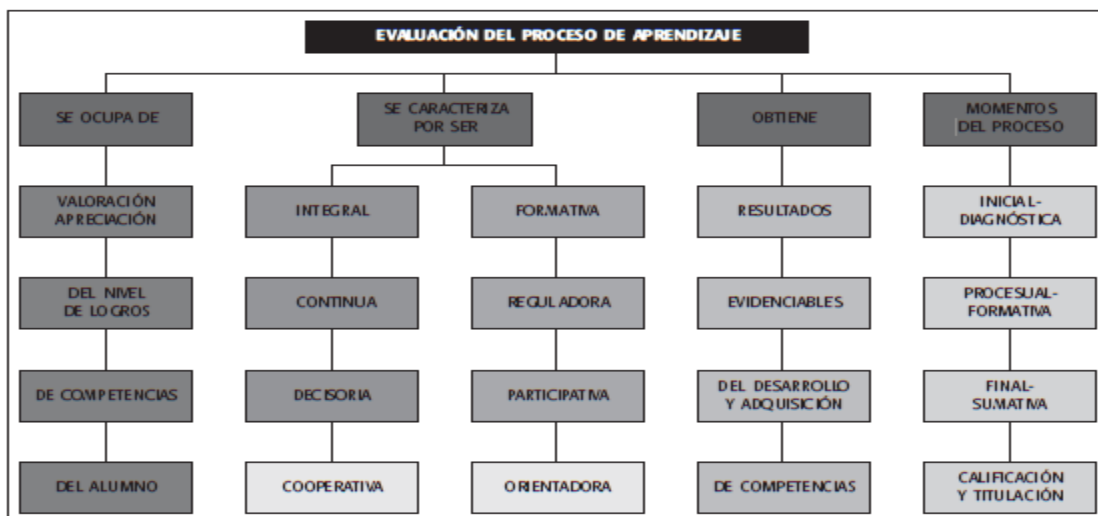 EVALUACIÓN DEL PROCESO DE APRENDIZAJE
SE OCUPA DE
SE CARACTERIZA
POR SER
OBTIENE
MOMENTOS
DEL PROCESO
VALORACIÓN
APRECIACIÓN
INTEGRAL
FORMATIVA
RESULTADOS
INICIAL-
DIAGNÓSTICA
DEL NIVEL
DE LOGROS
CONTINUA
REGULADORA
EVIDENCIABLES
PROCESUAL-
FORMATIVA
DE COMPETENCIAS
DECISORIA
PARTICIPATIVA
DEL DESARROLLO
Y ADQUISICIÓN
FINAL-
SUMATIVA
DEL ALUMNO
COOPERATIVA
ORIENTADORA
DE COMPETENCIAS
CALIFICACIÓN
Y TITULACIÓN